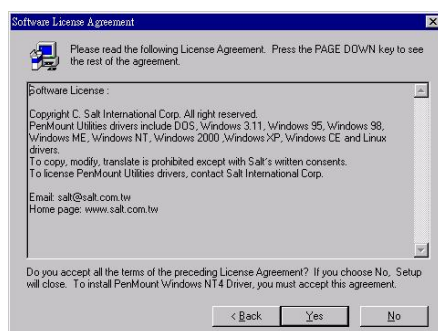 Software License Agreement
Please read the following License Agreement. Press the PAGE DOWN key to see
the rest of the agreement.
Software License :
Copyright C. Salt International Corp. All right reserved.
PenMount Utilities drivers include DOS, Windows 3.11, Windows 95, Windows 98,
Windows ME, Windows NT, Windows 2000 ,Windows XP, Windows CE and Linux
drivers.
To copy, modify, translate is prohibited except with Salt's written consents.
To license PenMount Utilities drivers, contact Salt International Corp.
Email: salt@salt.com.tw
Home page: www.salt.com.tw
Do you accept all the terms of the preceding License Agreement? If you choose No, Setup
will close. To install PenMount Windows NT4 Driver, you must accept this agreement.
< Back
Yes
No